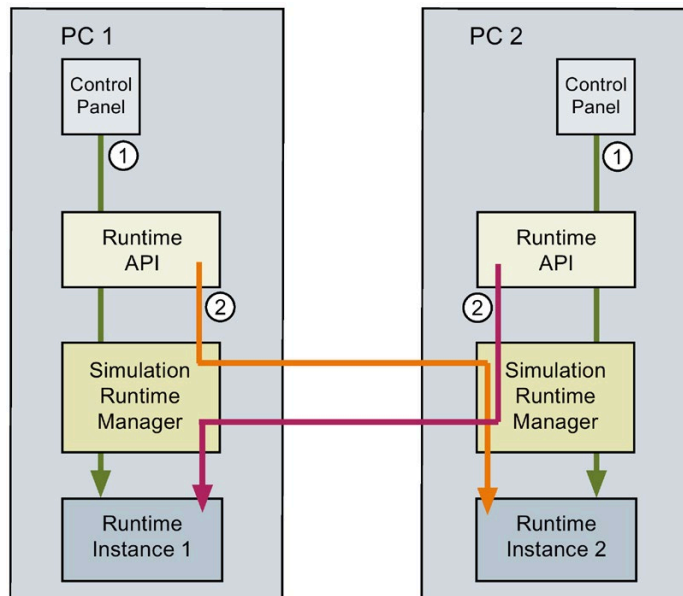 PC 1
Control
Panel
1
Runtime
API
2
Simulation
Runtime
Manager
Runtime
Instance 1
PC 2
Control
Panel
1
Runtime
API
2
Simulation
Runtime
Manager
Runtime
Instance 2